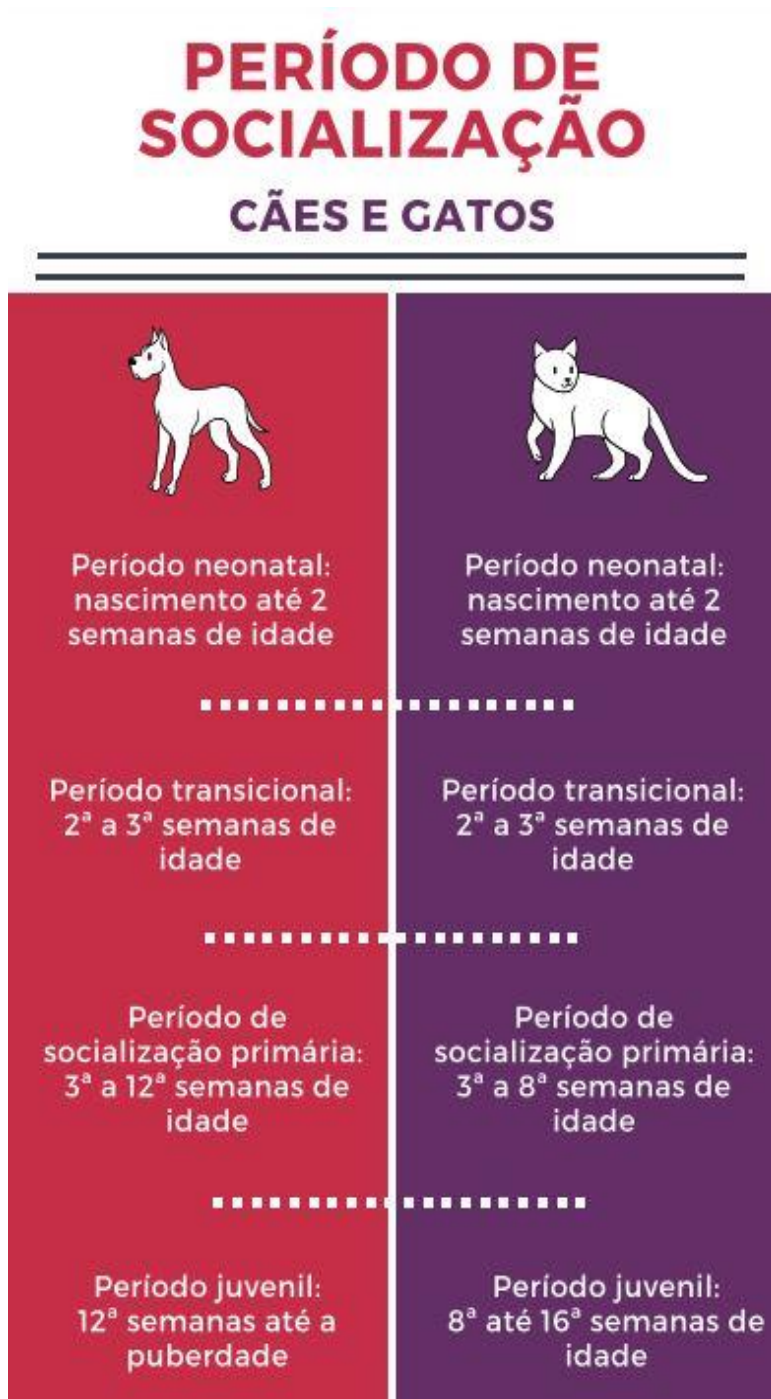 PERÍODO DE
SOCIALIZAÇÃO
CÃES E GATOS
Período neonatal:
nascimento até 2
semanas de idade
Período neonatal:
nascimento até 2
semanas de idade
Período transicional:
2ª a 3ª semanas de
idade
Período transicional:
2ª a 3ª semanas de
idade
Período de
socialização primária:
3ª a 12ª semanas de
idade
Período de
socialização primária:
3ª a 8ª semanas de
idade
Período juvenil:
12ª semanas até a
puberdade
Período juvenil:
8ª até 16ª semanas de
idade